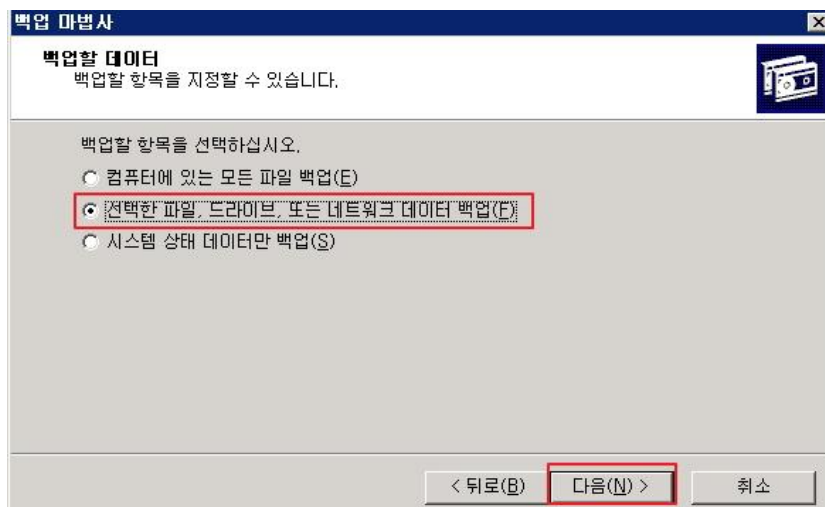 백업 마법사
백업할 데이터
백업할 항목을 지정할 수 있습니다.
백업할 항목을 선택하십시오.
컴퓨터에 있는 모든 파일 백업(E)
선택한 파일, 드라이브, 또는 네트워크 데이터 백업(F)
시스템 상태 데이터만 백업(S)
< 뒤로(B) 다음(N) > 취소